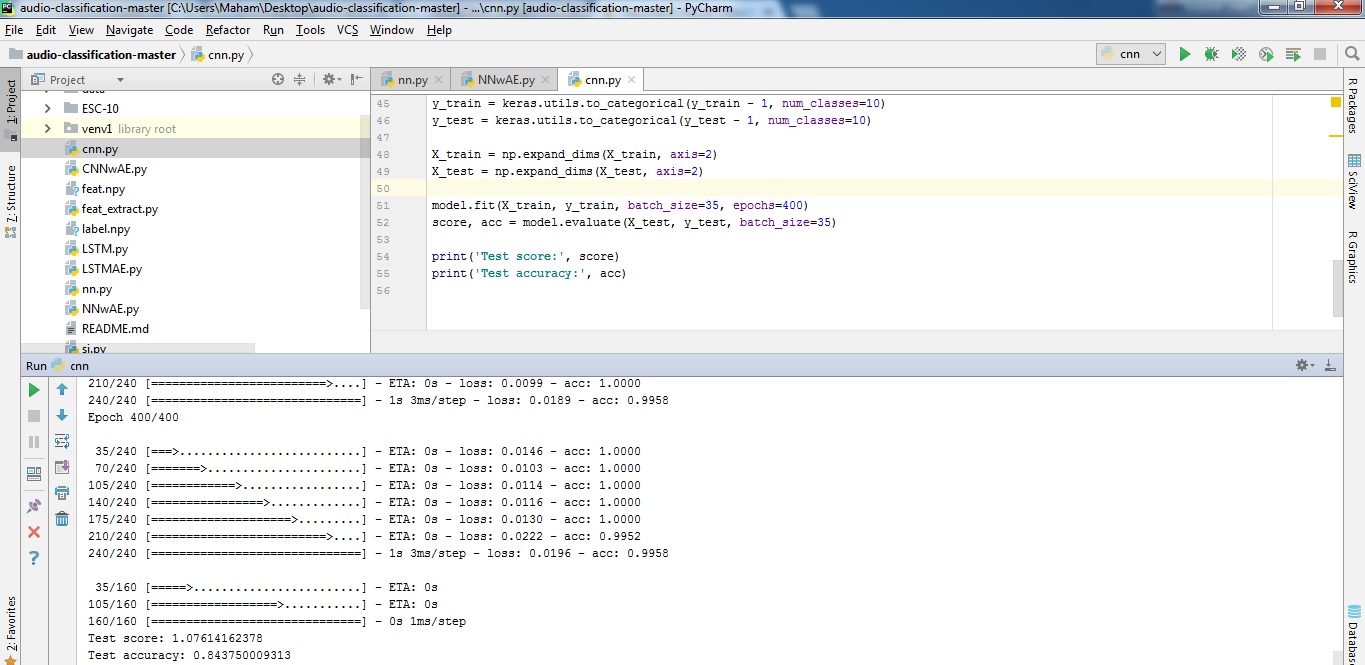 audio-classification-master [C:\Users\Maham\Desktop\audio-classification-master] - ...\cnn.py [audio-classification-master] - PyCharm
File Edit View Navigate Code Refactor Run Tools VCS Window Help
audio-classification-master cnn.py
cnn
Project
nn.py NNwAE.py cnn.py
1: Project
7: Structure
2: Favorites
data
ESC-10
venv1 library root
cnn.py
CNNwAE.py
feat.npy
feat_extract.py
label.npy
LSTM.py
LSTMAE.py
nn.py
NNwAE.py
README.md
si.py
45 y_train = keras.utils.to_categorical(y_train - 1, num_classes=10)
46 y_test = keras.utils.to_categorical(y_test - 1, num_classes=10)
47
48 X_train = np.expand_dims(X_train, axis=2)
49 X_test = np.expand_dims(X_test, axis=2)
50
51 model.fit(X_train, y_train, batch_size=35, epochs=400)
52 score, acc = model.evaluate(X_test, y_test, batch_size=35)
53
54 print('Test score:', score)
55 print('Test accuracy:', acc)
56
R Packages
SciView
R Graphics
Database
Run cnn
210/240 [==========================>....] - ETA: 0s - loss: 0.0099 - acc: 1.0000
240/240 [==============================] - 1s 3ms/step - loss: 0.0189 - acc: 0.9958
Epoch 400/400
35/240 [===>..........................] - ETA: 0s - loss: 0.0146 - acc: 1.0000
70/240 [=======>......................] - ETA: 0s - loss: 0.0103 - acc: 1.0000
105/240 [============>.................] - ETA: 0s - loss: 0.0114 - acc: 1.0000
140/240 [================>.............] - ETA: 0s - loss: 0.0116 - acc: 1.0000
175/240 [====================>.........] - ETA: 0s - loss: 0.0130 - acc: 1.0000
210/240 [=========================>....] - ETA: 0s - loss: 0.0222 - acc: 0.9952
240/240 [==============================] - 1s 3ms/step - loss: 0.0196 - acc: 0.9958
35/160 [=====>........................] - ETA: 0s
105/160 [==================>...........] - ETA: 0s
160/160 [==============================] - 0s 1ms/step
Test score: 1.07614162378
Test accuracy: 0.843750009313